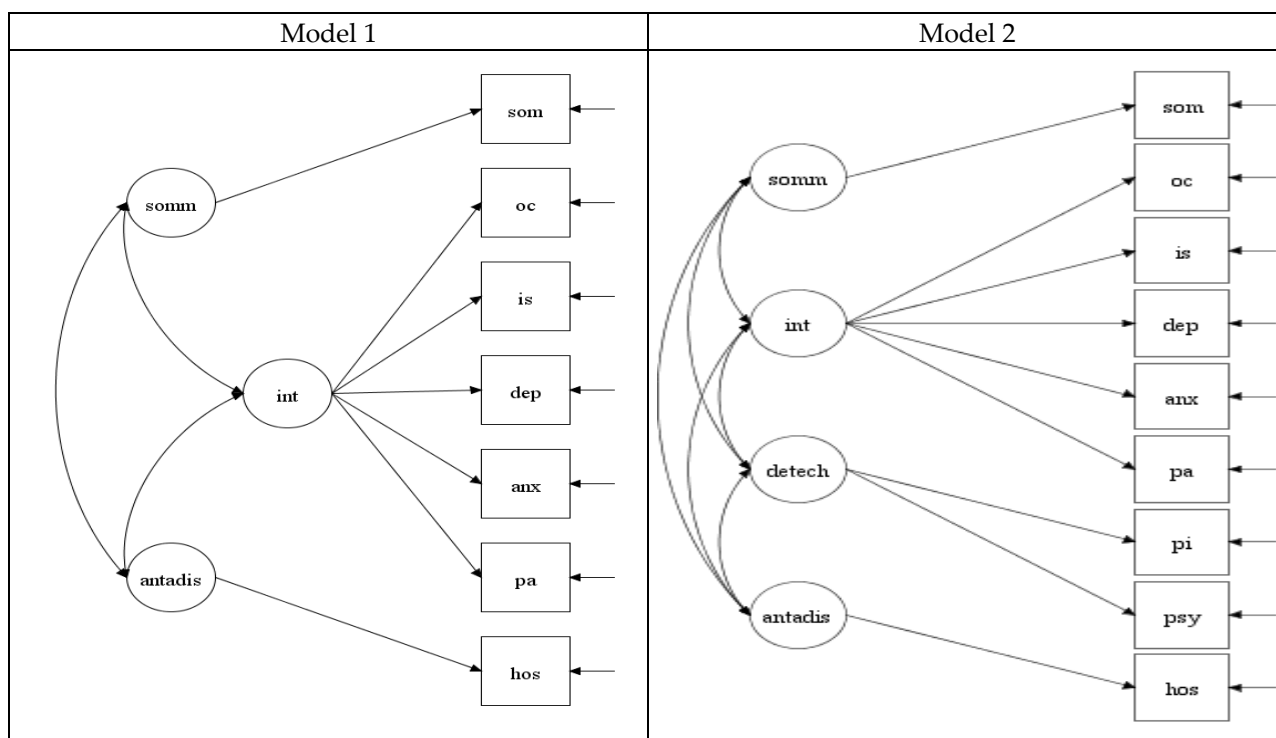 Model 1
Model 2
som
somm
oc
is
int
dep
anx
antadis
pa
hos
som
somm
oc
is
int
dep
anx
detech
pa
pi
antadis
psy
hos